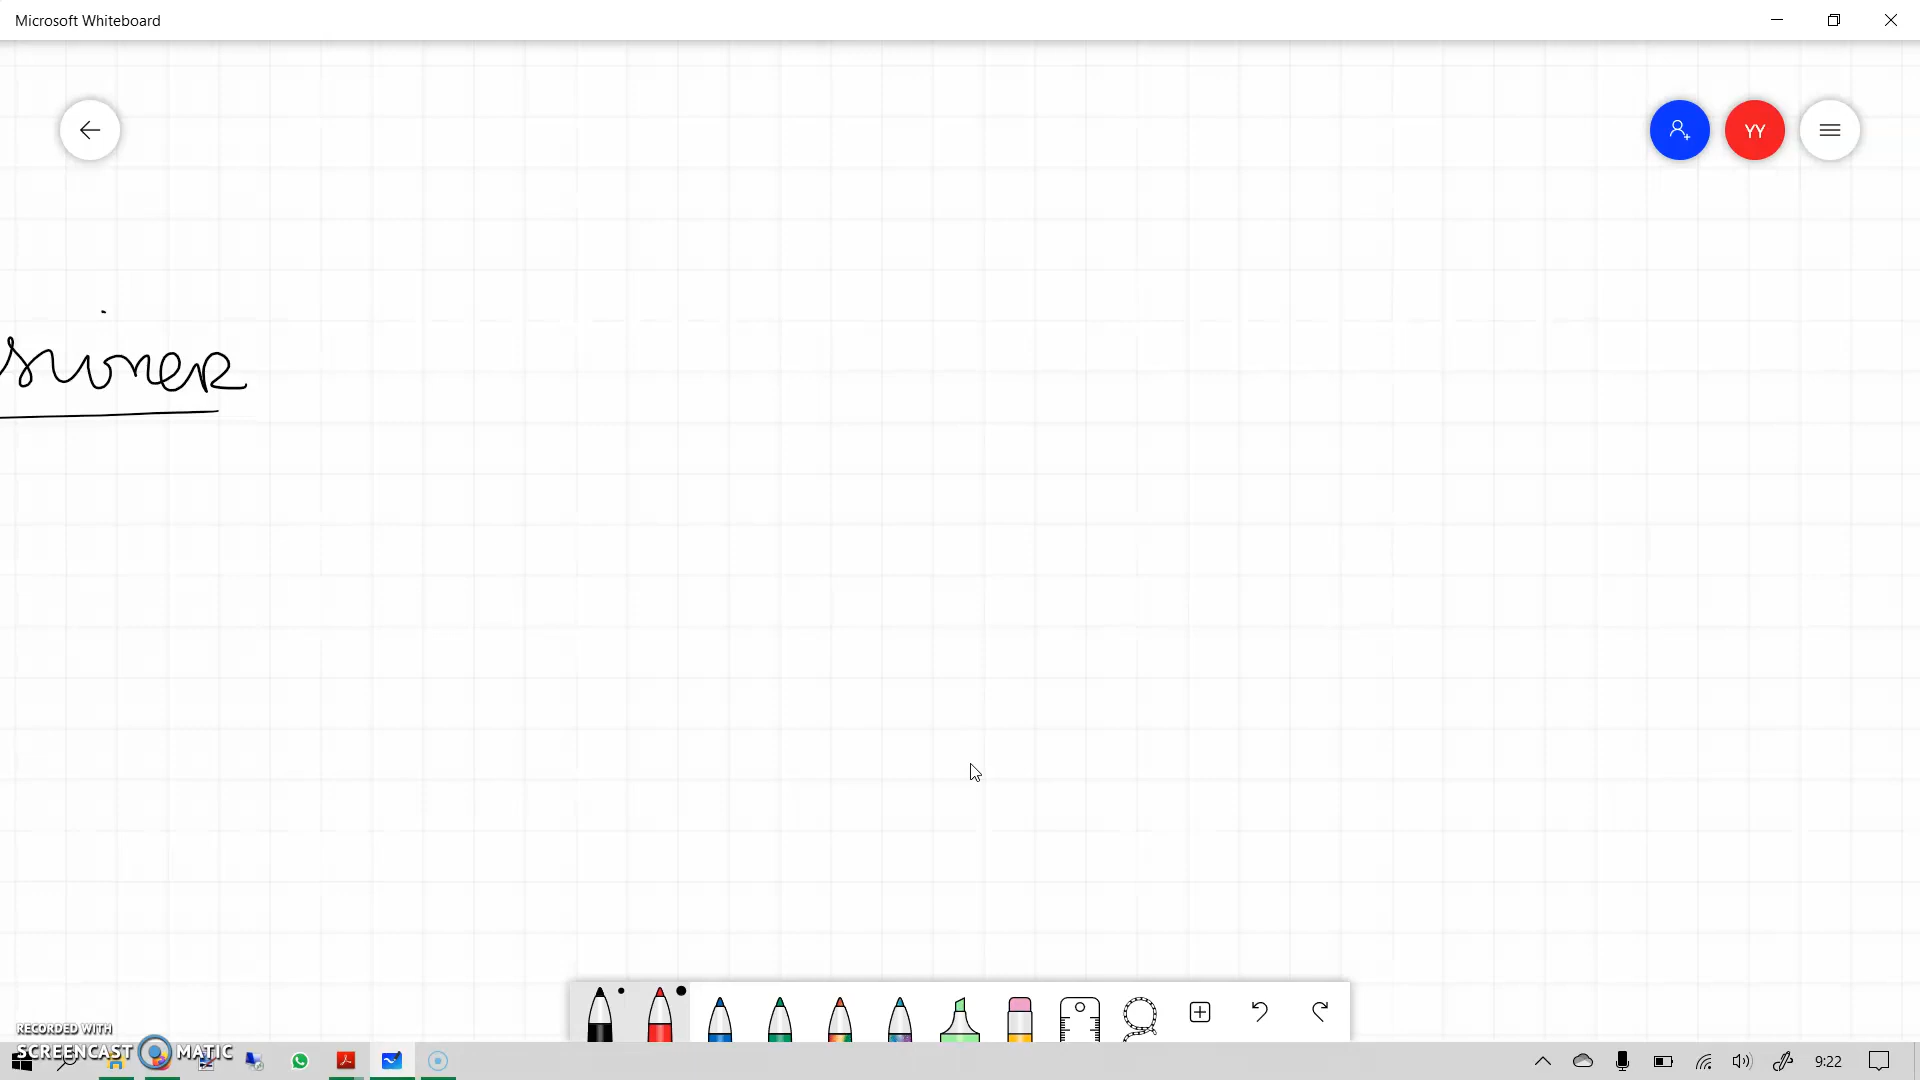 Microsoft Whiteboard
YY
RECORDED WITH
SCREENCAST MATIC
9:22